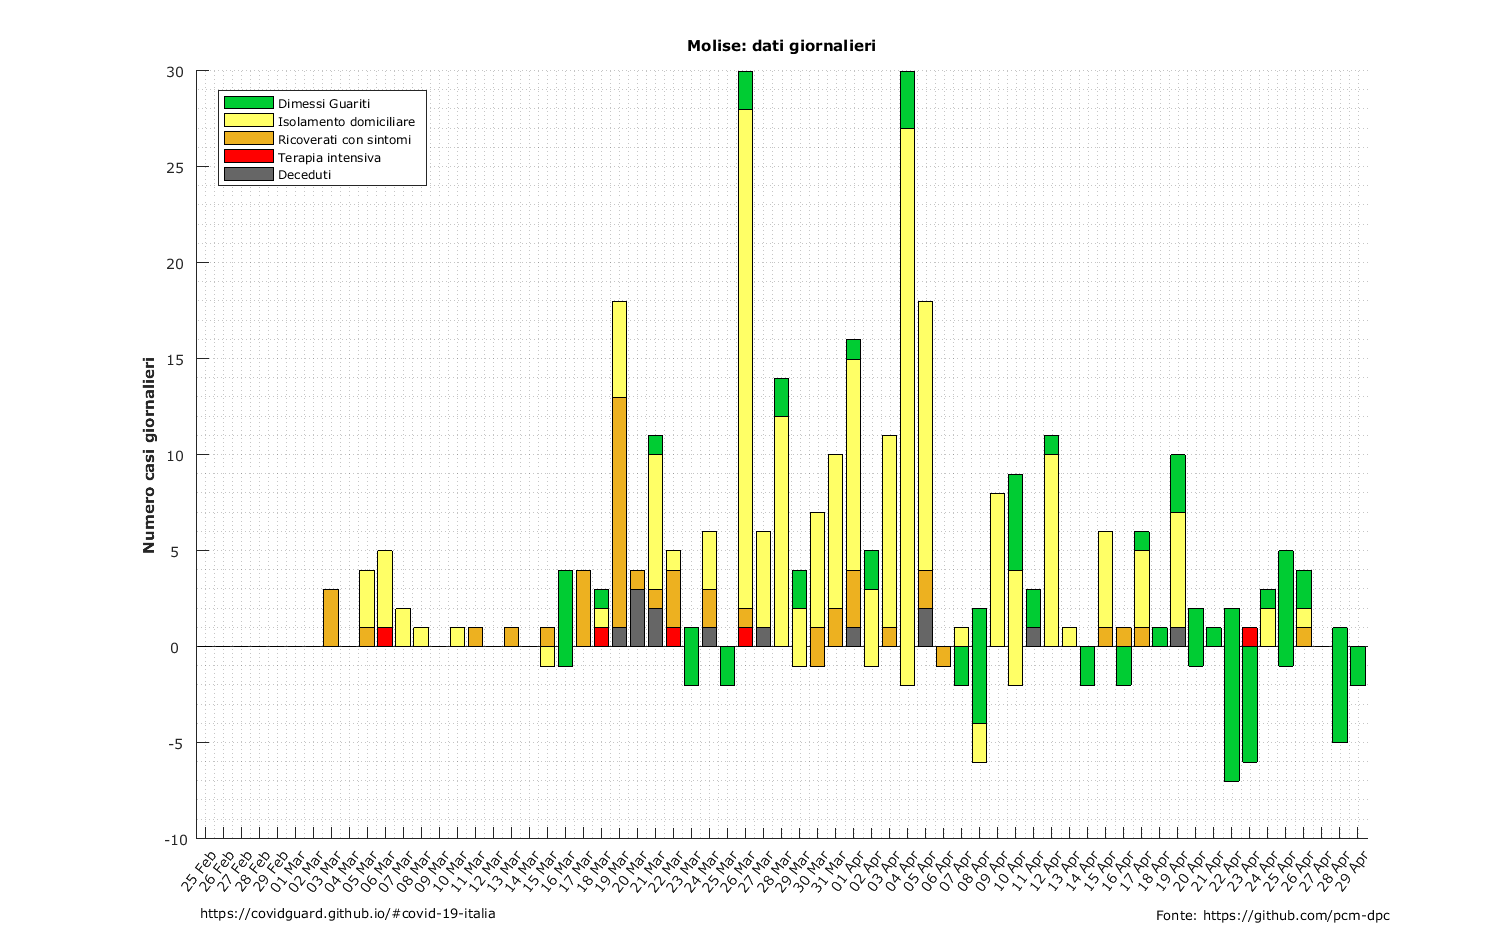 Molise: dati giornalieri
30
25
20
15
10
5
0
-5
-10
Numero casi giornalieri
Dimessi Guariti
Isolamento domiciliare
Ricoverati con sintomi
Terapia intensiva
Deceduti
25 Feb
26 Feb
27 Feb
28 Feb
29 Feb
01 Mar
02 Mar
03 Mar
04 Mar
05 Mar
06 Mar
07 Mar
08 Mar
09 Mar
10 Mar
11 Mar
12 Mar
13 Mar
14 Mar
15 Mar
16 Mar
17 Mar
18 Mar
19 Mar
20 Mar
21 Mar
22 Mar
23 Mar
24 Mar
25 Mar
26 Mar
27 Mar
28 Mar
29 Mar
30 Mar
31 Mar
01 Apr
02 Apr
03 Apr
04 Apr
05 Apr
06 Apr
07 Apr
08 Apr
09 Apr
10 Apr
11 Apr
12 Apr
13 Apr
14 Apr
15 Apr
16 Apr
17 Apr
18 Apr
19 Apr
20 Apr
21 Apr
22 Apr
23 Apr
24 Apr
25 Apr
26 Apr
27 Apr
28 Apr
29 Apr
https://covidguard.github.io/#covid-19-italia
Fonte: https://github.com/pcm-dpc